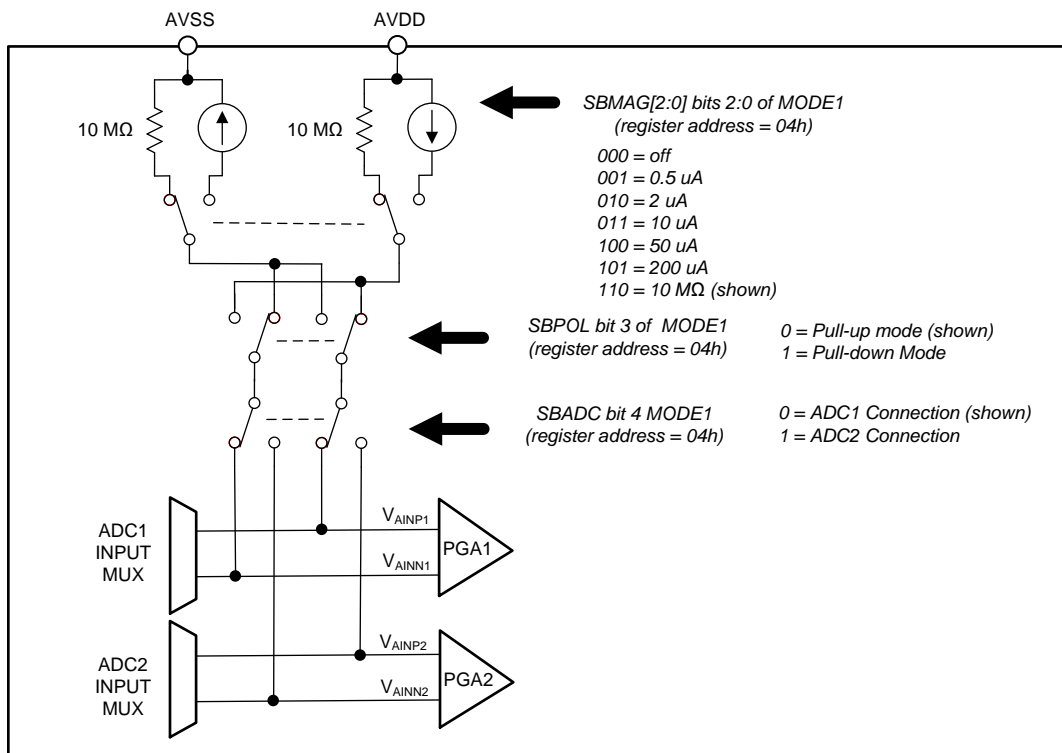 AVSS
AVDD
10 MΩ
10 MΩ
SBMAG[2:0] bits 2:0 of MODE1
(register address = 04h)
000 = off
001 = 0.5 uA
010 = 2 uA
011 = 10 uA
100 = 50 uA
101 = 200 uA
110 = 10 MΩ (shown)
SBPOL bit 3 of MODE1
(register address = 04h)
0 = Pull-up mode (shown)
1 = Pull-down Mode
SBADC bit 4 MODE1
(register address = 04h)
0 = ADC1 Connection (shown)
1 = ADC2 Connection
ADC1
INPUT
MUX
VAINP1
VAINN1
PGA1
ADC2
INPUT
MUX
VAINP2
VAINN2
PGA2